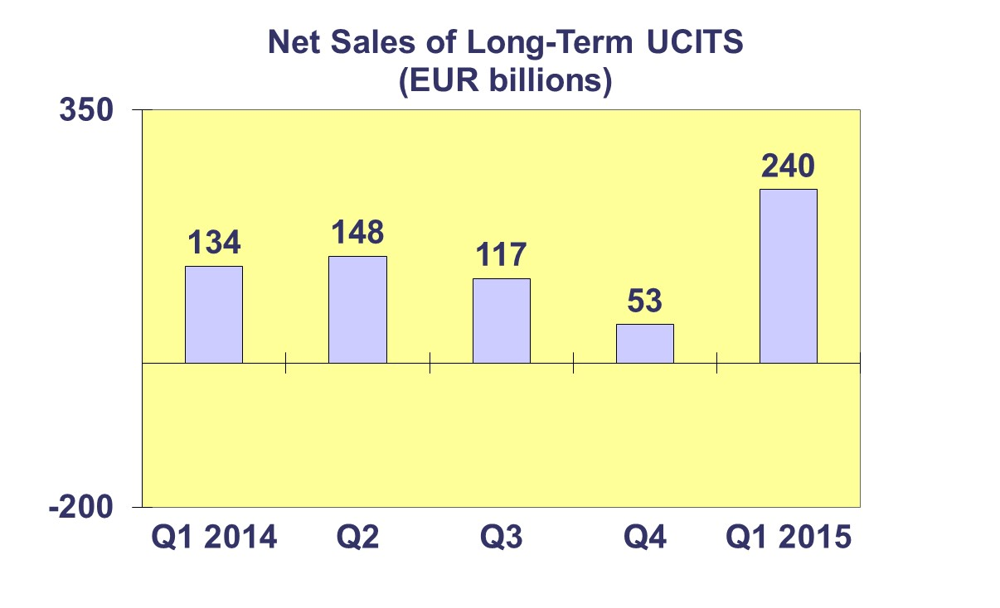 Net Sales of Long-Term UCITS
(EUR billions)
350
240
148
134
117
53
-200
Q1 2014 Q2 Q3 Q4 Q1 2015